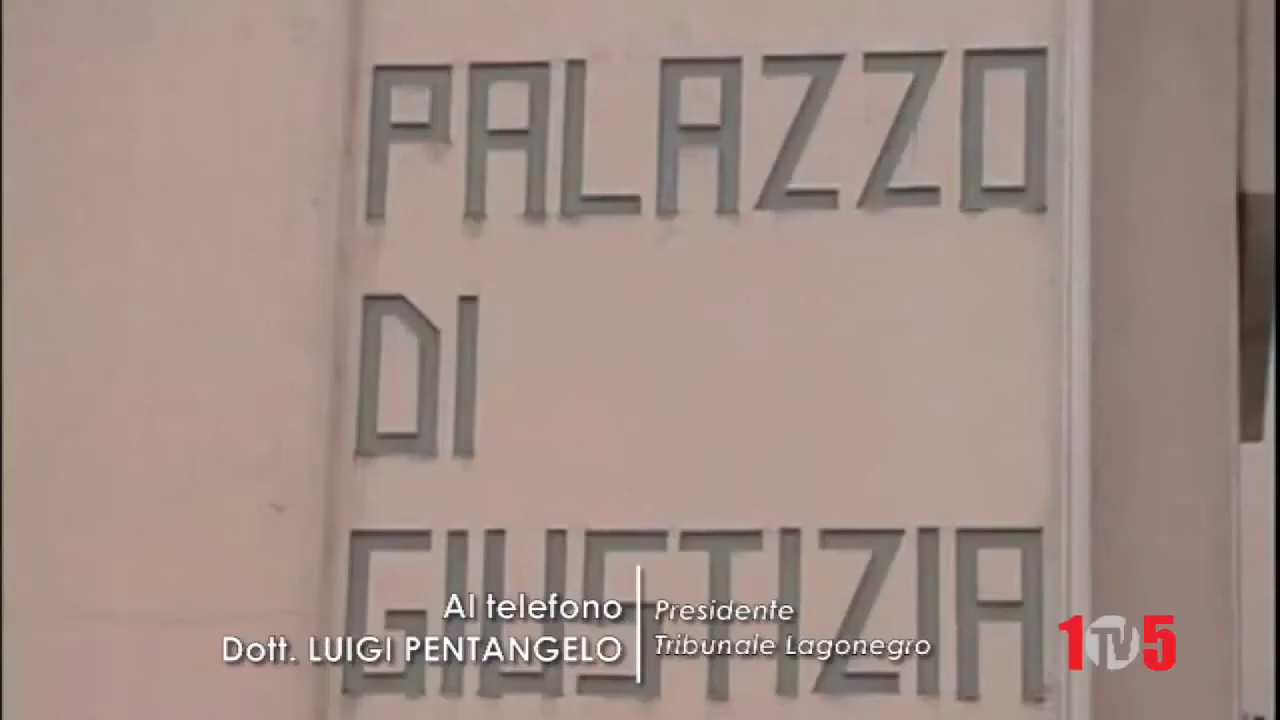 PALAZZO
DI
GIUSTIZIA
Al telefono
Dott. LUIGI PENTANGELO
Presidente
Tribunale Lagonegro
1TV5